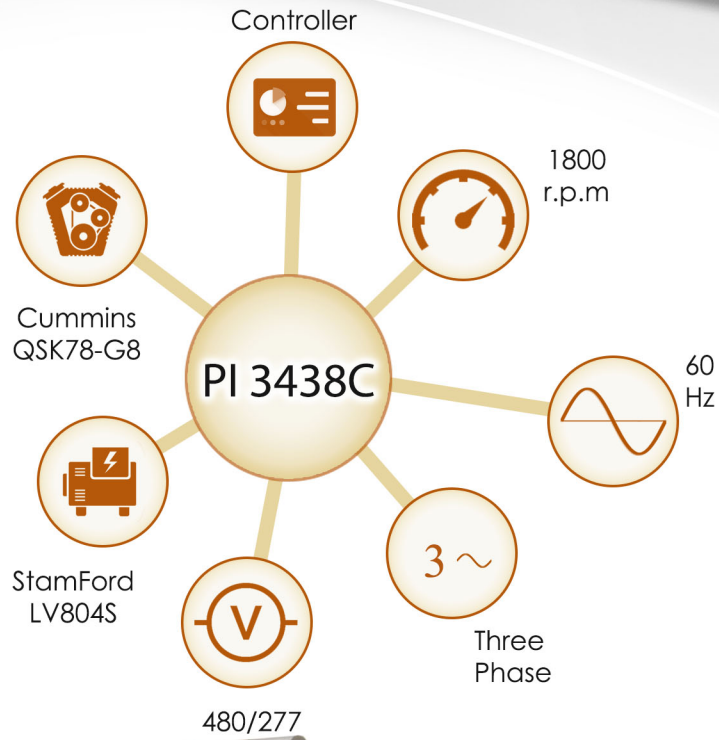 Controller
1800
r.p.m
Cummins
QSK78-G8
PI 3438C
60
Hz
StamFord
LV804S
V
3 ~
Three
Phase
480/277